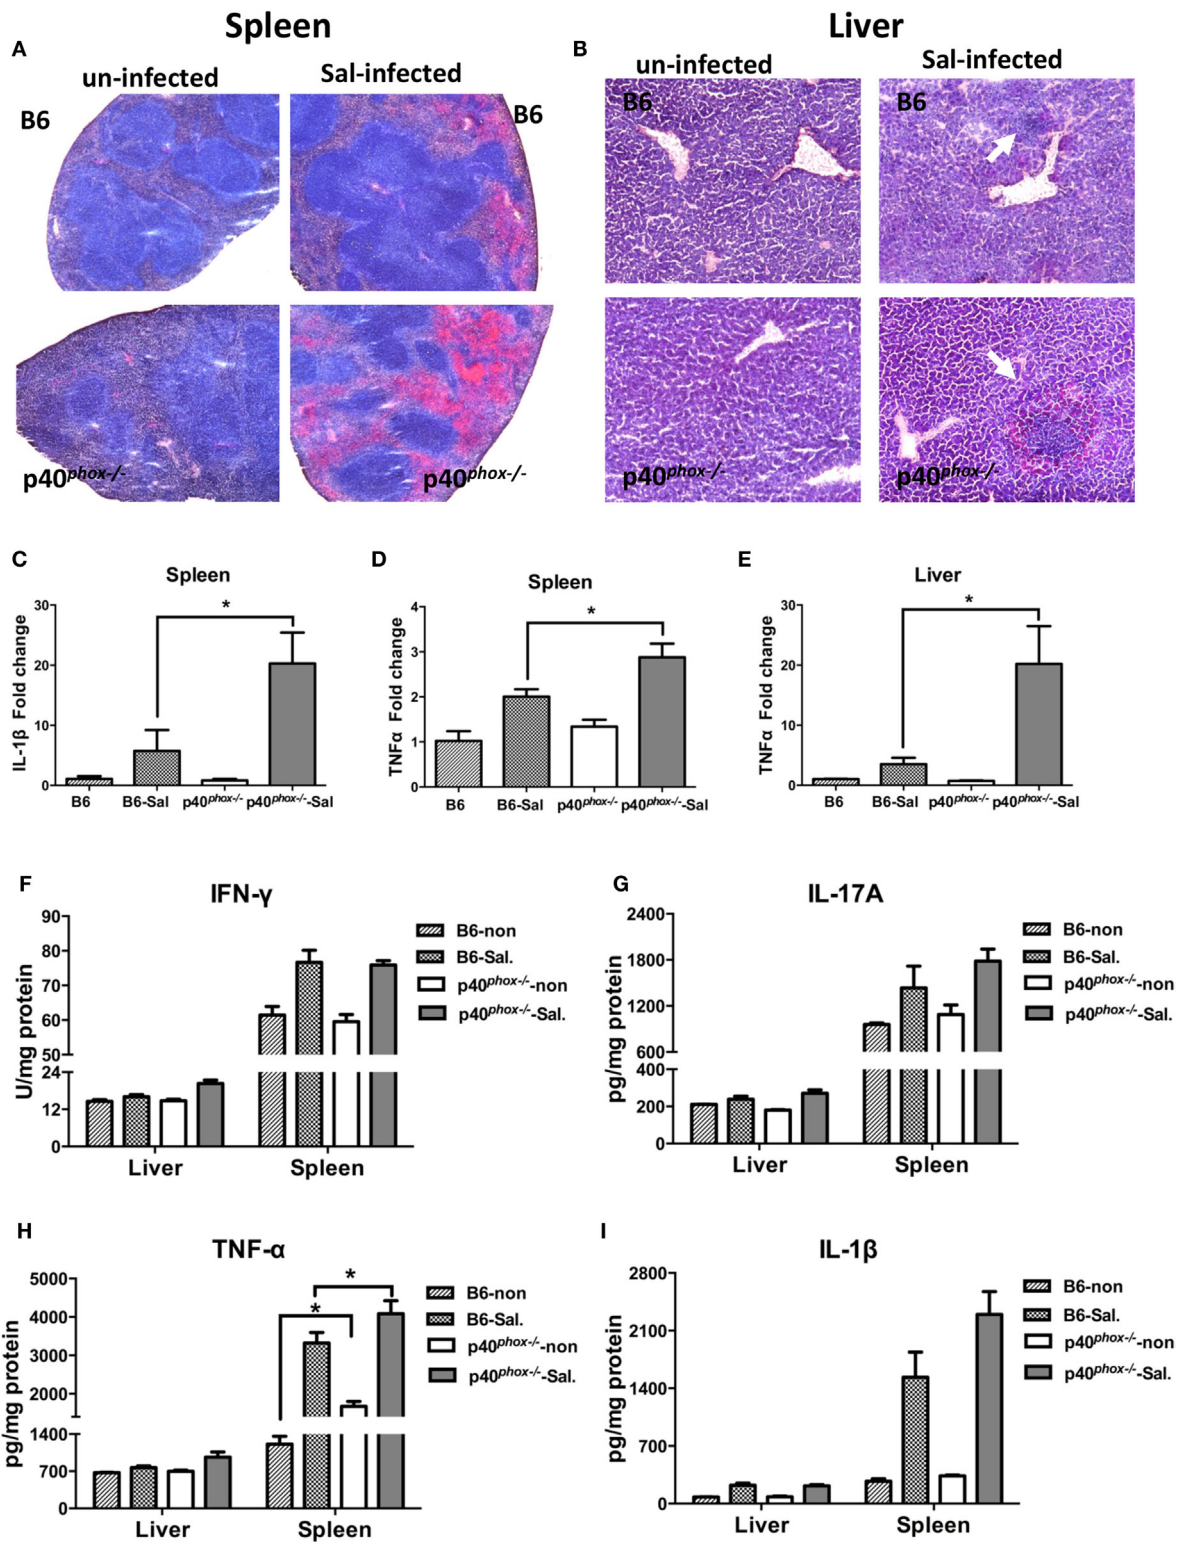 Spleen
Liver
A
B
un-infected
Sal-infected
un-infected
Sal-infected
B6
B6
B6
B6
p40phox-/-
p40phox-/-
p40phox-/-
p40phox-/-
C
D
E
Spleen
IL-1β Fold change
30
20
10
0
*
B6
B6-Sal
p40phox-/-
p40phox-/--Sal
Spleen
TNFα Fold change
4
3
2
1
0
*
B6
B6-Sal
p40phox-/-
p40phox-/--Sal
Liver
TNFα Fold change
30
20
10
0
*
B6
B6-Sal
p40phox-/-
p40phox-/--Sal
F
IFN-γ
U/mg protein
90
80
70
60
50
24
12
0
Liver
Spleen
B6-non
B6-Sal.
p40phox-/--non
p40phox-/--Sal.
G
IL-17A
pg/mg protein
2400
1800
1200
600
400
200
0
Liver
Spleen
B6-non
B6-Sal.
p40phox-/--non
p40phox-/--Sal.
H
TNF-α
pg/mg protein
5000
4000
3000
2000
1400
700
0
*
*
Liver
Spleen
B6-non
B6-Sal.
p40phox-/--non
p40phox-/--Sal.
I
IL-1β
pg/mg protein
2800
2100
1400
700
0
Liver
Spleen
B6-non
B6-Sal.
p40phox-/--non
p40phox-/--Sal.